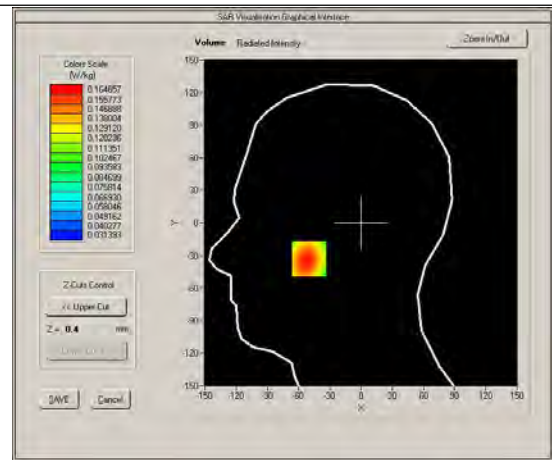 SAR Visualisation Graphical Interface
Volume Radiated Intensity
Zoom In/Out
Colors Scale
(W/kg)
0.164657
0.155773
0.146888
0.138004
0.129120
0.120236
0.111351
0.102467
0.093583
0.084699
0.075814
0.066930
0.058046
0.049162
0.040277
0.031393
Z-Cuts Control
<< Upper Cut
Z = 0.4 mm
SAVE
Cancel
150
120
90
60
30
0
-30
-60
-90
-120
-150
Y
-150 -120 -90 -60 -30 0 30 60 90 120 150
X